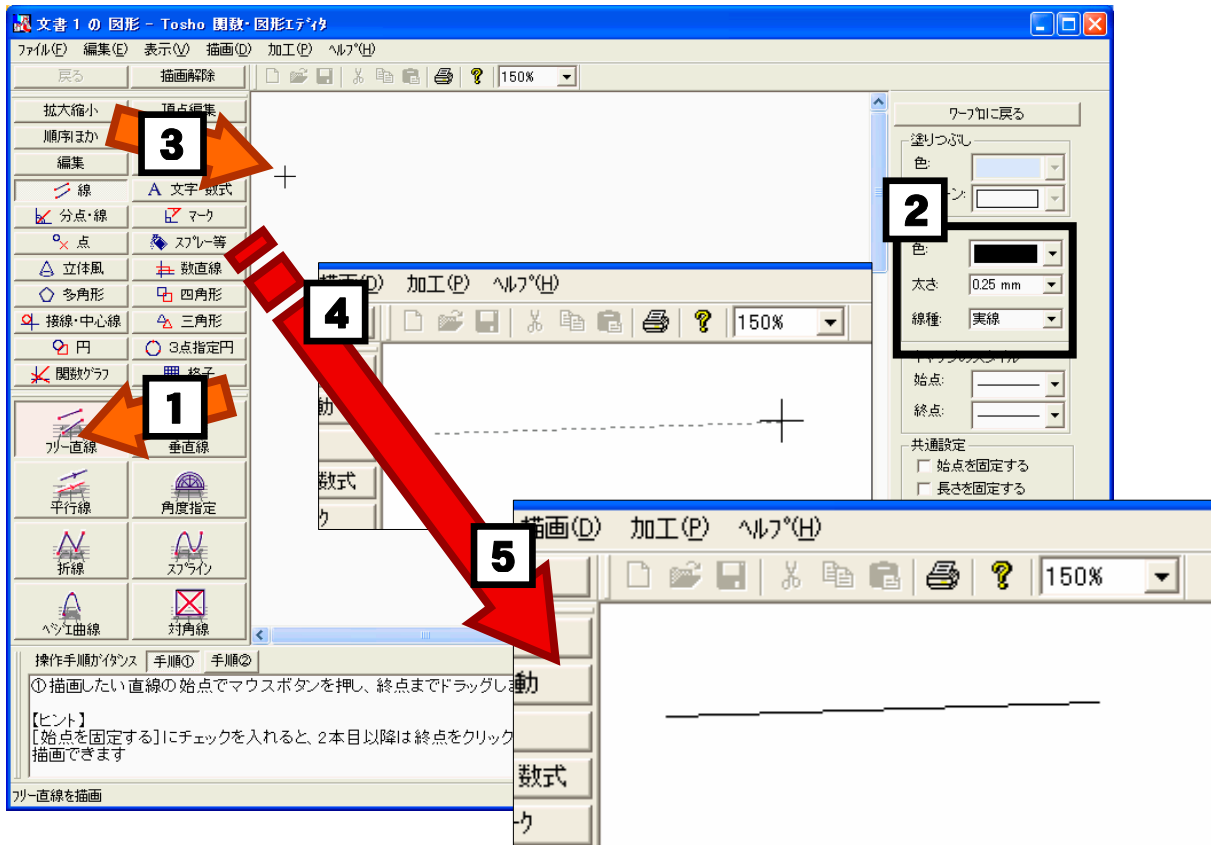 文書１の 図形 - Tosho 関数・図形ｴﾃﾞｨﾀ
ﾌｧｲﾙ(F) 編集(E) 表示(V) 描画(D) 加工(P) ﾍﾙﾌﾟ(H)
戻る 描画解除 150%
拡大縮小 頂点編集
順序ほか
編集
線 A 文字 数式
分点・線 マーク
点 ｽﾌﾟﾚｰ等
立体風 数直線
多角形 四角形
接線・中心線 三角形
円 3点指定円
関数ｸﾞﾗﾌ 格子
ﾌﾘｰ直線 垂直線
平行線 角度指定
折線 ｽﾌﾟﾗｲﾝ
ﾍﾞｼﾞｴ曲線 対角線
3
1
4
5
2
ﾜｰﾌﾟﾛに戻る
塗りつぶし
色:
色:
太さ: 0.25 mm
線種: 実線
始点:
終点:
共通設定
始点を固定する
長さを固定する
描画(D) 加工(P) ﾍﾙﾌﾟ(H)
150%
動
数式
ｸ
描画(D) 加工(P) ﾍﾙﾌﾟ(H)
150%
動
数式
ｰｸ
操作手順ｶﾞｲﾀﾞﾝｽ 手順① 手順②
①描画したい直線の始点でマウスボタンを押し、終点までドラッグしま
【ヒント】
[始点を固定する]にチェックを入れると、2本目以降は終点をクリック
描画できます
ﾌﾘｰ直線を描画